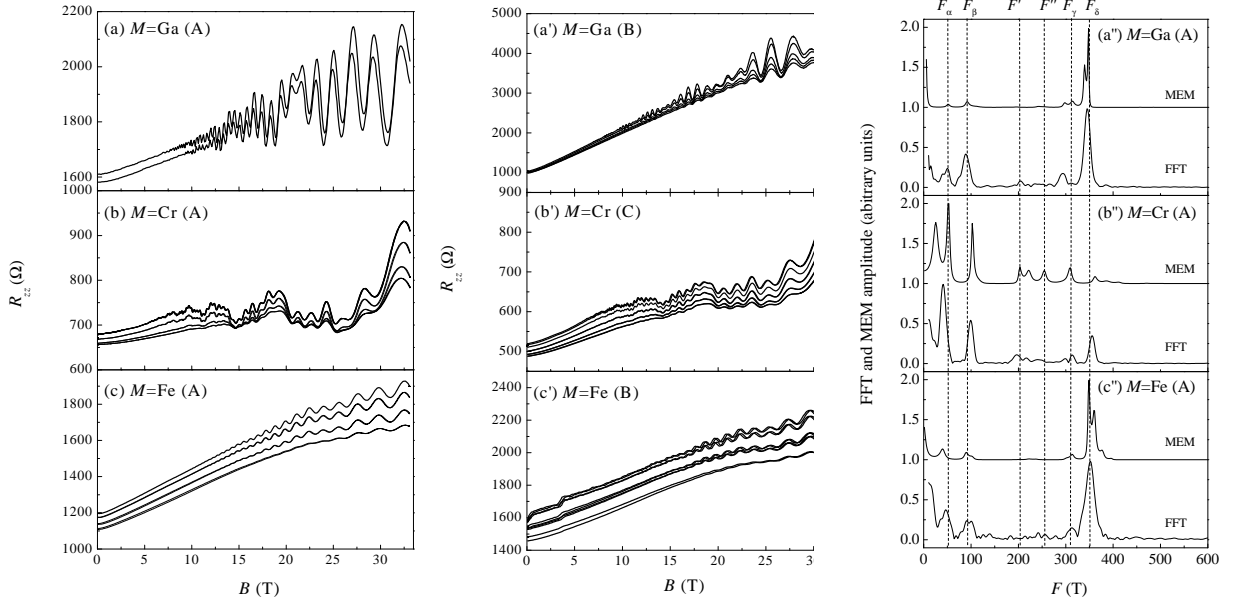 (a) M=Ga (A)
2200
2000
1800
1600
1000
(b) M=Cr (A)
900
800
700
600
(c) M=Fe (A)
1800
1600
1400
1200
1000
0 5 10 15 20 25 30
B (T)
R_zz (Ω)
(a') M=Ga (B)
5000
4000
3000
2000
1000
900
(b') M=Cr (C)
800
700
600
500
(c') M=Fe (B)
2400
2200
2000
1800
1600
1400
0 5 10 15 20 25 30
B (T)
R_zz (Ω)
F_α F_β F' F'' F_γ F_δ
(a'') M=Ga (A)
2.0
1.5
1.0
0.5
0.0
MEM
FFT
(b'') M=Cr (A)
2.0
1.5
1.0
0.5
0.0
MEM
FFT
(c'') M=Fe (A)
2.0
1.5
1.0
0.5
0.0
MEM
FFT
0 100 200 300 400 500 600
F (T)
FFT and MEM amplitude (abitrary units)